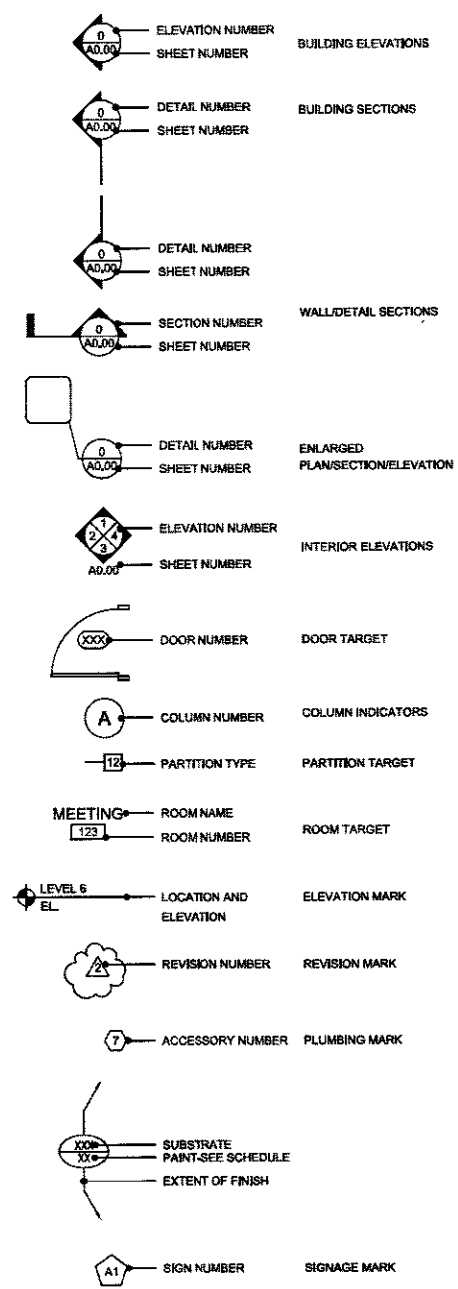 0 ELEVATION NUMBER
BUILDING ELEVATIONS
A0.00 SHEET NUMBER
0 DETAIL NUMBER BUILDING SECTIONS
A0.00 SHEET NUMBER
0 DETAIL NUMBER
A0.00 SHEET NUMBER
WALL/DETAIL SECTIONS
0 SECTION NUMBER
A0.00 SHEET NUMBER
0 DETAIL NUMBER ENLARGED
A0.00 SHEET NUMBER PLAN/SECTION/ELEVATION
1 ELEVATION NUMBER
2 4
3
INTERIOR ELEVATIONS
A0.00 SHEET NUMBER
XXX DOOR NUMBER DOOR TARGET
A COLUMN NUMBER COLUMN INDICATORS
12 PARTITION TYPE PARTITION TARGET
MEETING ROOM NAME
ROOM TARGET
123 ROOM NUMBER
LEVEL 6 LOCATION AND ELEVATION MARK
EL. ELEVATION
2 REVISION NUMBER REVISION MARK
7 ACCESSORY NUMBER PLUMBING MARK
XXX SUBSTRATE
XX PAINT-SEE SCHEDULE
EXTENT OF FINISH
A1 SIGN NUMBER SIGNAGE MARK